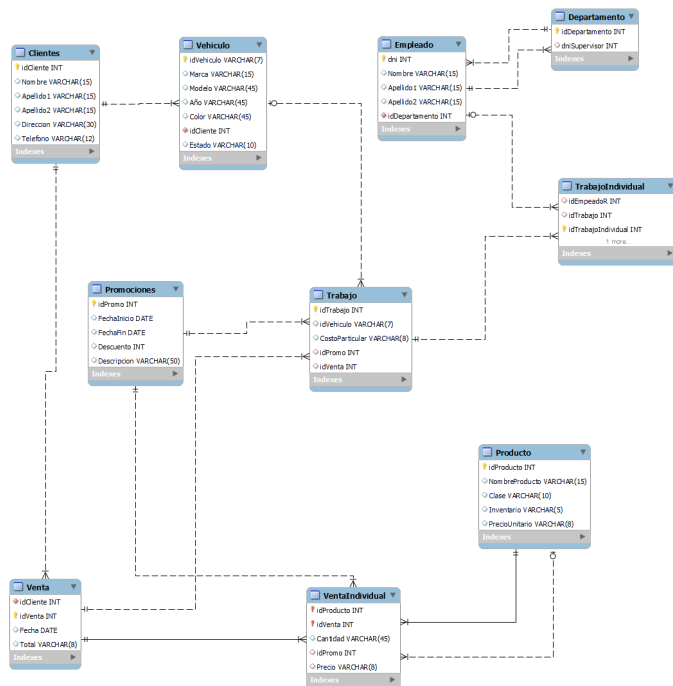 Departamento
idDepartamento INT
dniSupervisor INT
Indexes
Empleado
dni INT
Nombre VARCHAR(15)
Apellido1 VARCHAR(15)
Apellido2 VARCHAR(15)
idDepartamento INT
Indexes
Vehiculo
idVehiculo VARCHAR(7)
Marca VARCHAR(15)
Modelo VARCHAR(45)
Año VARCHAR(45)
Color VARCHAR(45)
idCliente INT
Estado VARCHAR(10)
Indexes
Clientes
idCliente INT
Nombre VARCHAR(15)
Apellido1 VARCHAR(15)
Apellido2 VARCHAR(15)
Direccion VARCHAR(30)
Telefono VARCHAR(12)
Indexes
TrabajoIndividual
idEmpeadoR INT
idTrabajo INT
idTrabajoIndividual INT
1 more...
Indexes
Promociones
idPromo INT
FechaInicio DATE
FechaFin DATE
Descuento INT
Descripcion VARCHAR(50)
Indexes
Trabajo
idTrabajo INT
idVehiculo VARCHAR(7)
CostoParticular VARCHAR(8)
idPromo INT
idVenta INT
Indexes
Producto
idProducto INT
NombreProducto VARCHAR(15)
Clase VARCHAR(10)
Inventario VARCHAR(5)
PrecioUnitario VARCHAR(8)
Indexes
Venta
idCliente INT
idVenta INT
Fecha DATE
Total VARCHAR(8)
Indexes
VentaIndividual
idProducto INT
idVenta INT
Cantidad VARCHAR(45)
idPromo INT
Precio VARCHAR(8)
Indexes